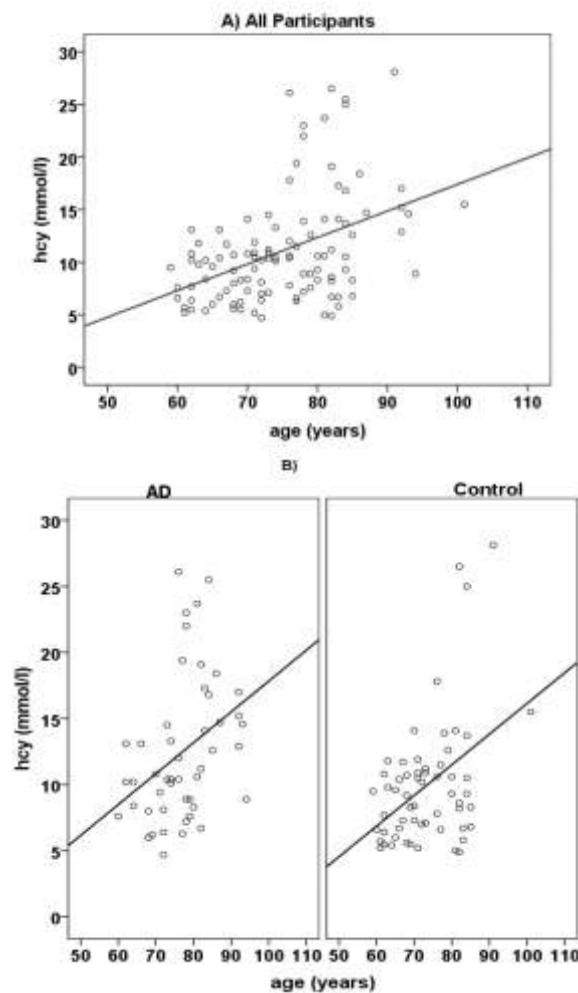 A) All Participants
30
25
20
15
10
5
0
hcy (mmol/l)
50 60 70 80 90 100 110
age (years)
B)
AD Control
30
25
20
15
10
5
0
hcy (mmol/l)
50 60 70 80 90 100 110 50 60 70 80 90 100 110
age (years)